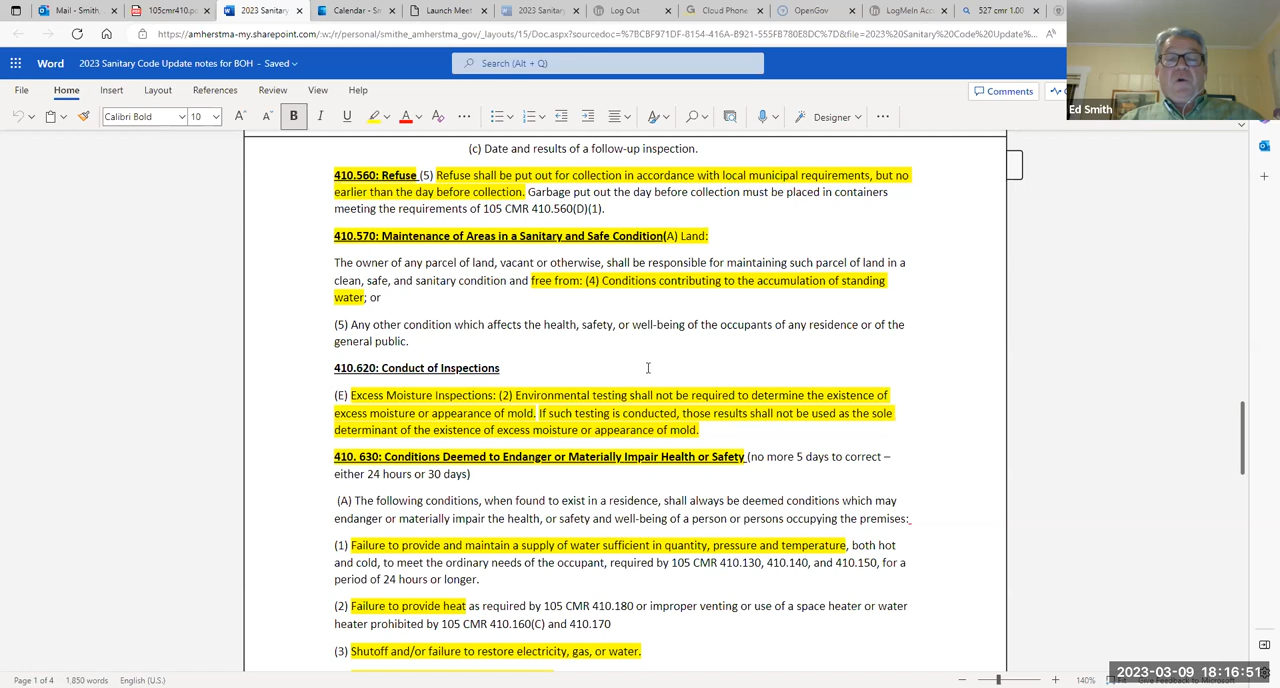 Mail - Smith,
105cmr410.pd
2023 Sanitary
Calendar - Sm
Launch Meet
2023 Sanitary
Log Out
Cloud Phone
OpenGov
LogMeIn Acc
527 cmr 1.00
https://amherstma-my.sharepoint.com/:w:/r/personal/smithe_amherstma_gov/_layouts/15/Doc.aspx?sourcedoc=%7BCBF971DF-8154-416A-B921-555FB780E8DC%7D&file=2023%20Sanitary%20Code%20Update%...
Word
2023 Sanitary Code Update notes for BOH - Saved
Search (Alt + Q)
Ed Smith
File
Home
Insert
Layout
References
Review
View
Help
Comments
Calibri Bold
10
B
I
U
Designer
(c) Date and results of a follow-up inspection.
410.560: Refuse (5) Refuse shall be put out for collection in accordance with local municipal requirements, but no
earlier than the day before collection. Garbage put out the day before collection must be placed in containers
meeting the requirements of 105 CMR 410.560(D)(1).
410.570: Maintenance of Areas in a Sanitary and Safe Condition(A) Land:
The owner of any parcel of land, vacant or otherwise, shall be responsible for maintaining such parcel of land in a
clean, safe, and sanitary condition and free from: (4) Conditions contributing to the accumulation of standing
water; or
(5) Any other condition which affects the health, safety, or well-being of the occupants of any residence or of the
general public.
410.620: Conduct of Inspections
(E) Excess Moisture Inspections: (2) Environmental testing shall not be required to determine the existence of
excess moisture or appearance of mold. If such testing is conducted, those results shall not be used as the sole
determinant of the existence of excess moisture or appearance of mold.
410. 630: Conditions Deemed to Endanger or Materially Impair Health or Safety (no more 5 days to correct –
either 24 hours or 30 days)
(A) The following conditions, when found to exist in a residence, shall always be deemed conditions which may
endanger or materially impair the health, or safety and well-being of a person or persons occupying the premises:
(1) Failure to provide and maintain a supply of water sufficient in quantity, pressure and temperature, both hot
and cold, to meet the ordinary needs of the occupant, required by 105 CMR 410.130, 410.140, and 410.150, for a
period of 24 hours or longer.
(2) Failure to provide heat as required by 105 CMR 410.180 or improper venting or use of a space heater or water
heater prohibited by 105 CMR 410.160(C) and 410.170
(3) Shutoff and/or failure to restore electricity, gas, or water.
Page 1 of 4
1,850 words
English (U.S.)
140%
2023-03-09 18:16:51